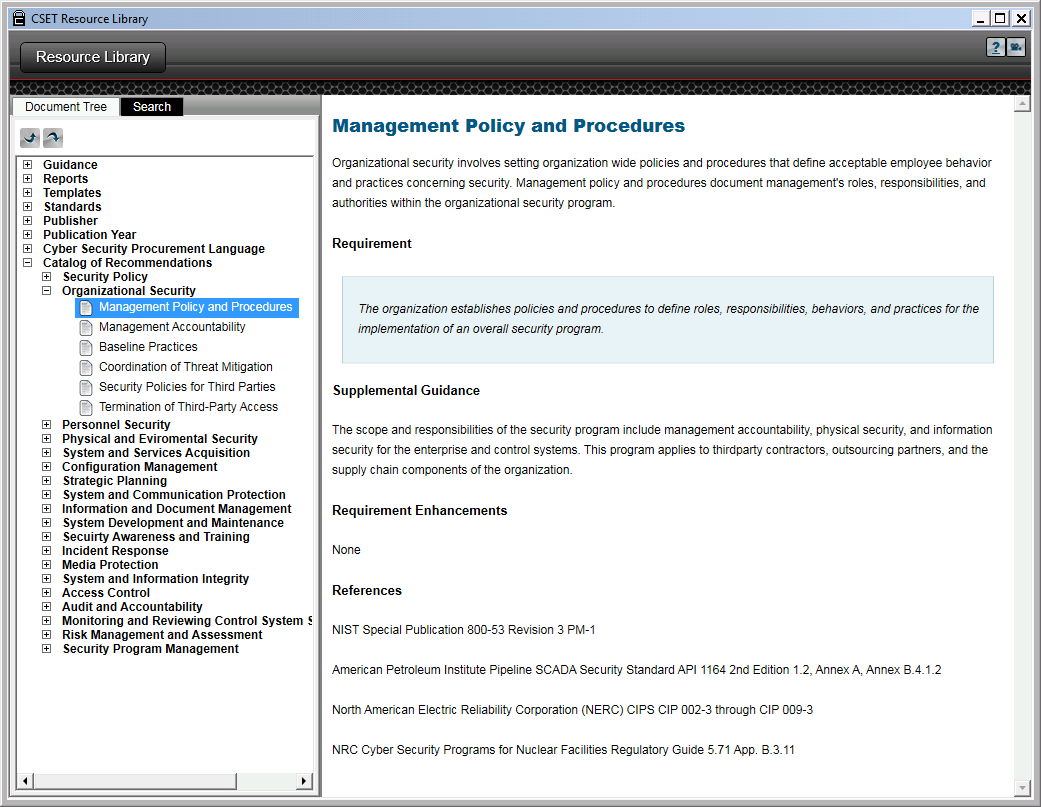 CSET Resource Library
Resource Library
Document Tree
Search
Guidance
Reports
Templates
Standards
Publisher
Publication Year
Cyber Security Procurement Language
Catalog of Recommendations
Security Policy
Organizational Security
Management Policy and Procedures
Management Accountability
Baseline Practices
Coordination of Threat Mitigation
Security Policies for Third Parties
Termination of Third-Party Access
Personnel Security
Physical and Eviromental Security
System and Services Acquisition
Configuration Management
Strategic Planning
System and Communication Protection
Information and Document Management
System Development and Maintenance
Secuirty Awareness and Training
Incident Response
Media Protection
System and Information Integrity
Access Control
Audit and Accountability
Monitoring and Reviewing Control System S
Risk Management and Assessment
Security Program Management
Management Policy and Procedures
Organizational security involves setting organization wide policies and procedures that define acceptable employee behavior
and practices concerning security. Management policy and procedures document management's roles, responsibilities, and
authorities within the organizational security program.
Requirement
The organization establishes policies and procedures to define roles, responsibilities, behaviors, and practices for the
implementation of an overall security program.
Supplemental Guidance
The scope and responsibilities of the security program include management accountability, physical security, and information
security for the enterprise and control systems. This program applies to thirdparty contractors, outsourcing partners, and the
supply chain components of the organization.
Requirement Enhancements
None
References
NIST Special Publication 800-53 Revision 3 PM-1
American Petroleum Institute Pipeline SCADA Security Standard API 1164 2nd Edition 1.2, Annex A, Annex B.4.1.2
North American Electric Reliability Corporation (NERC) CIPS CIP 002-3 through CIP 009-3
NRC Cyber Security Programs for Nuclear Facilities Regulatory Guide 5.71 App. B.3.11